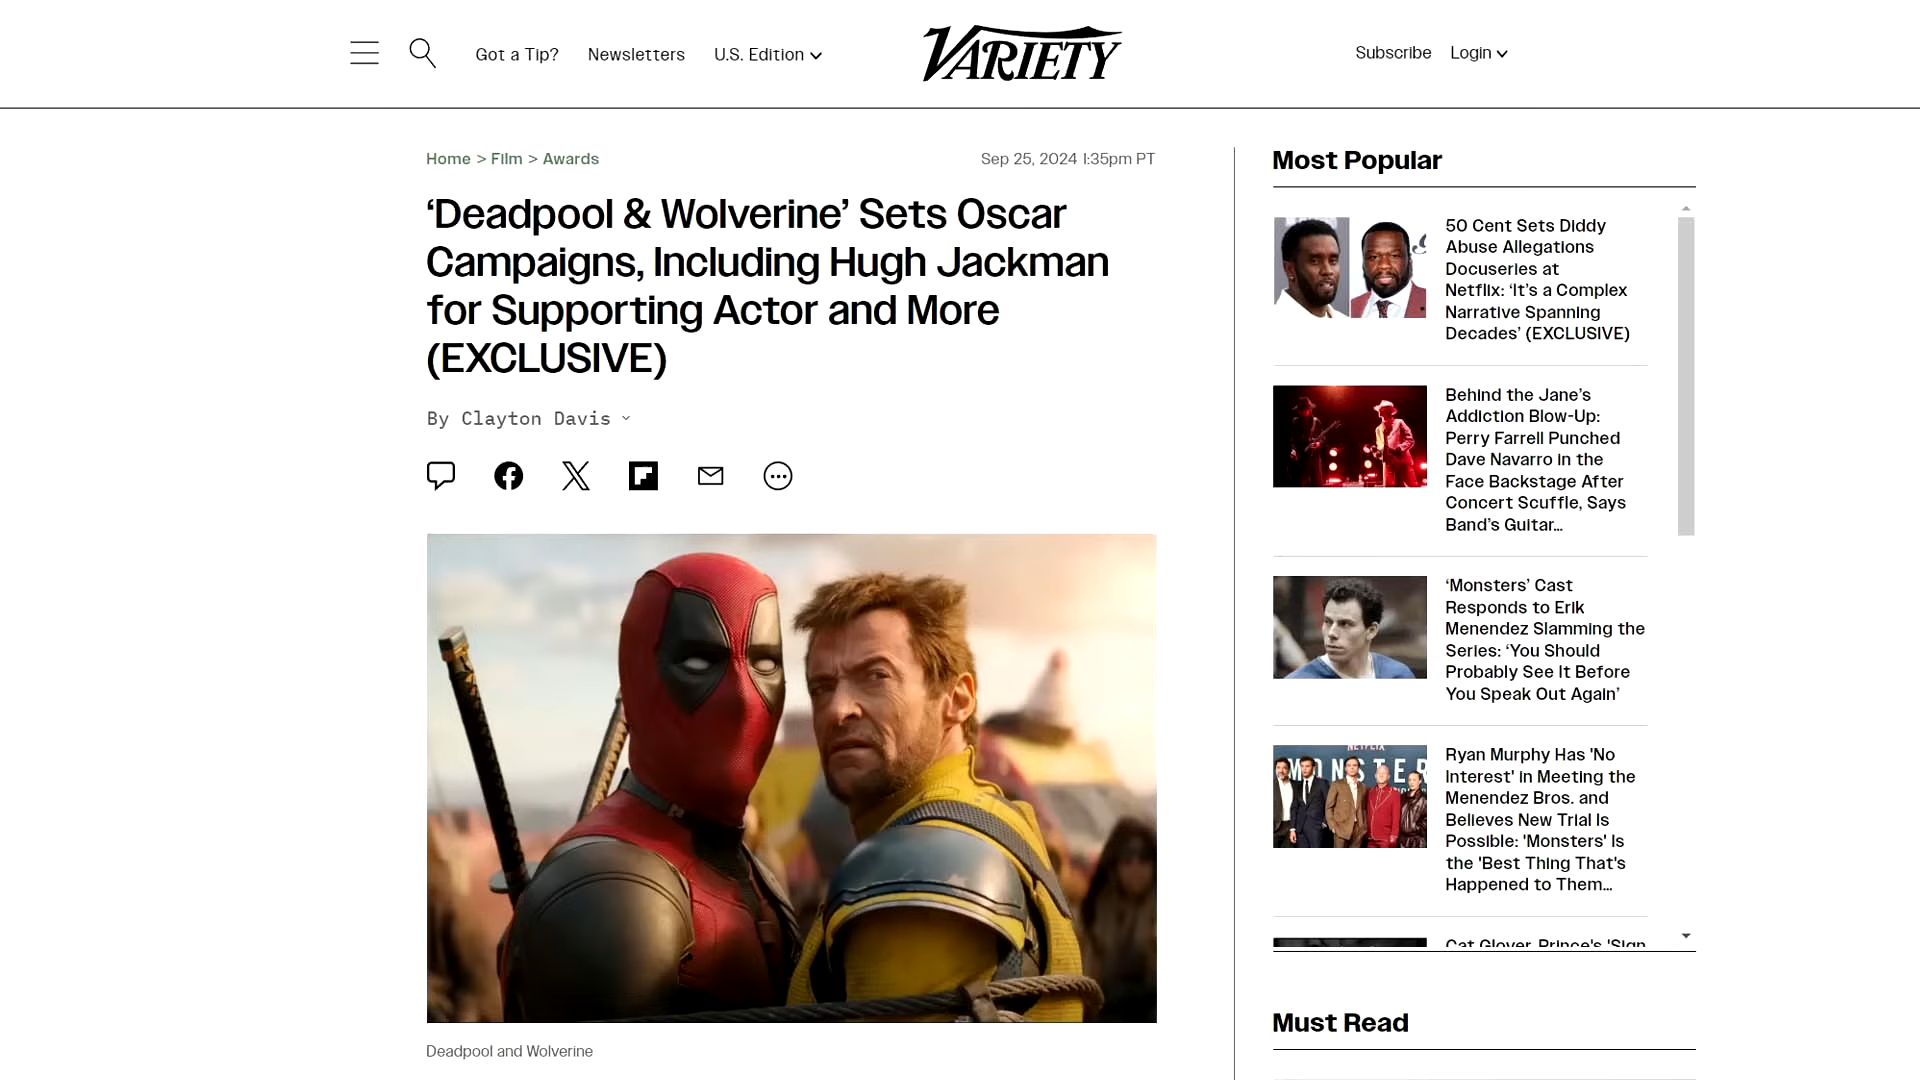 Got a Tip?
Newsletters
U.S. Edition
VARIETY
Subscribe
Login
Home > Film > Awards
Sep 25, 2024 1:35pm PT
‘Deadpool & Wolverine’ Sets Oscar
Campaigns, Including Hugh Jackman
for Supporting Actor and More
(EXCLUSIVE)
By Clayton Davis
Deadpool and Wolverine
Most Popular
50 Cent Sets Diddy
Abuse Allegations
Docuseries at
Netflix: ‘It’s a Complex
Narrative Spanning
Decades’ (EXCLUSIVE)
Behind the Jane’s
Addiction Blow-Up:
Perry Farrell Punched
Dave Navarro in the
Face Backstage After
Concert Scuffle, Says
Band’s Guitar...
‘Monsters’ Cast
Responds to Erik
Menendez Slamming the
Series: ‘You Should
Probably See It Before
You Speak Out Again’
NETFLIX
MONSTER
Ryan Murphy Has 'No
Interest' in Meeting the
Menendez Bros. and
Believes New Trial Is
Possible: 'Monsters' Is
the 'Best Thing That's
Happened to Them...
Cat Glover, Prince's 'Sign
Must Read